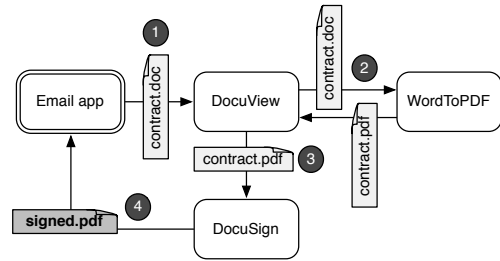 1
contract.doc
contract.doc
2
Email app
DocuView
WordToPDF
contract.pdf
contract.pdf
3
4
signed.pdf
DocuSign